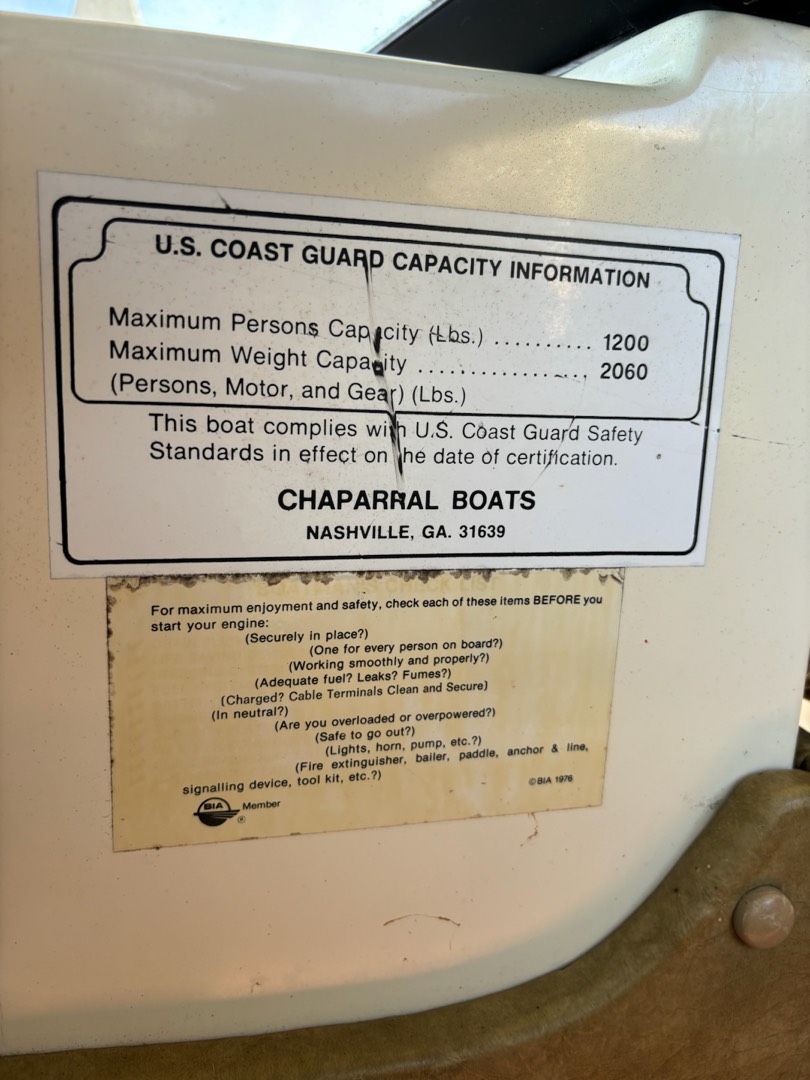 U.S. COAST GUARD CAPACITY INFORMATION
Maximum Persons Capacity (Lbs.) .......... 1200
Maximum Weight Capacity .................. 2060
(Persons, Motor, and Gear) (Lbs.)
This boat complies with U.S. Coast Guard Safety
Standards in effect on the date of certification.
CHAPARRAL BOATS
NASHVILLE, GA. 31639
For maximum enjoyment and safety, check each of these items BEFORE you
start your engine:
(Securely in place?)
(One for every person on board?)
(Working smoothly and properly?)
(Adequate fuel? Leaks? Fumes?)
(Charged? Cable Terminals Clean and Secure)
(In neutral?)
(Are you overloaded or overpowered?)
(Safe to go out?)
(Lights, horn, pump, etc.?)
(Fire extinguisher, bailer, paddle, anchor & line,
signalling device, tool kit, etc.?)
©BIA 1976
BIA Member
®